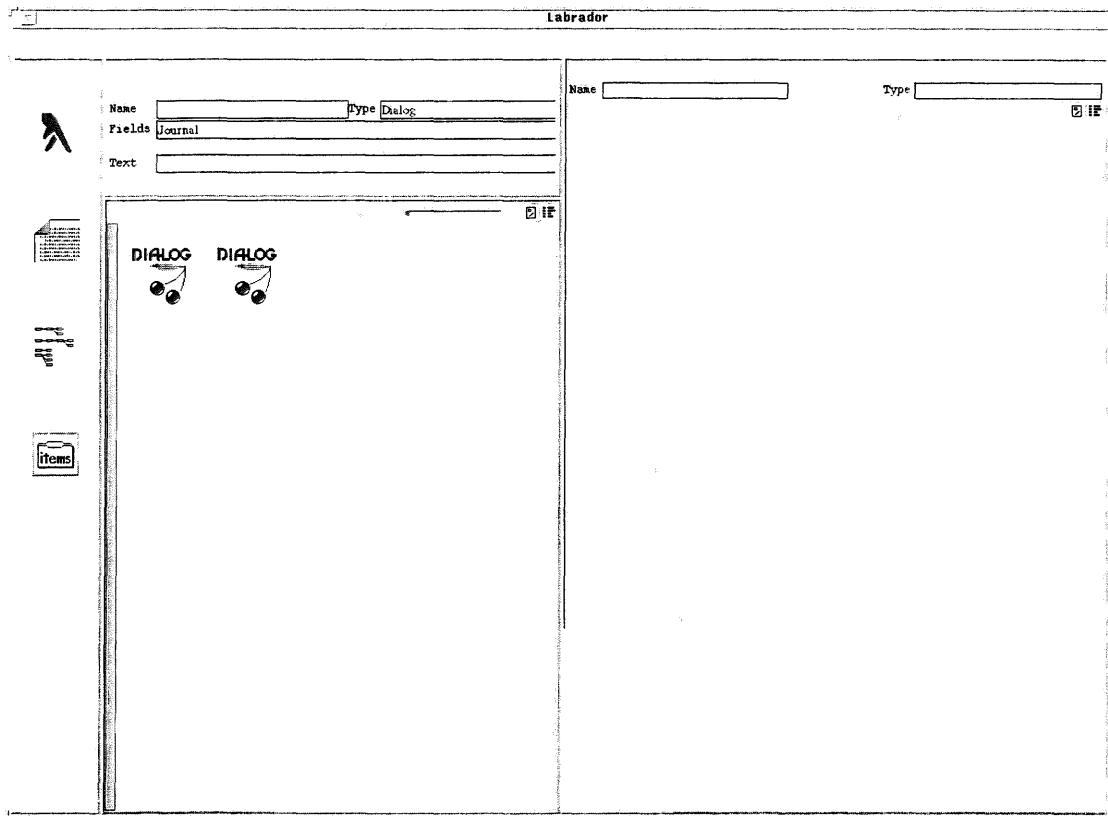 Labrador
Name Type Dialog
Fields Journal
Text
Name Type
DIALOG DIALOG
items